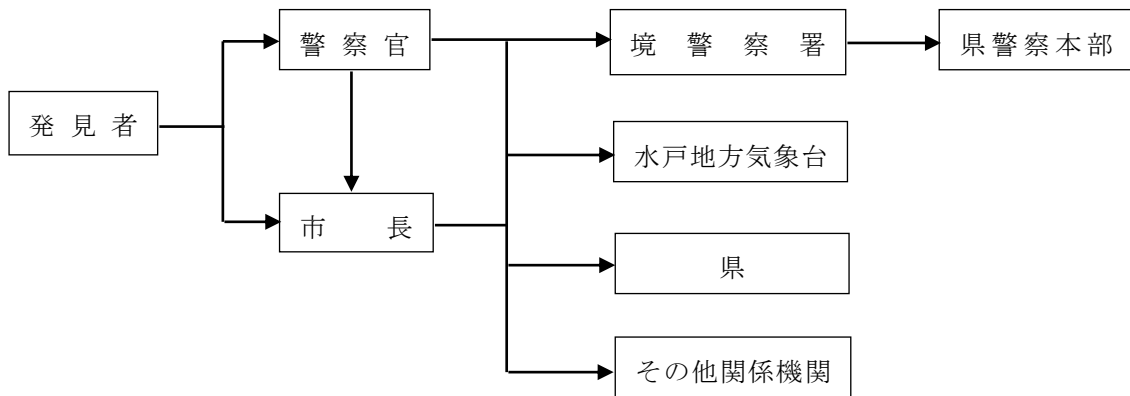 発見者
警察官
市長
境警察署
県警察本部
水戸地方気象台
県
その他関係機関